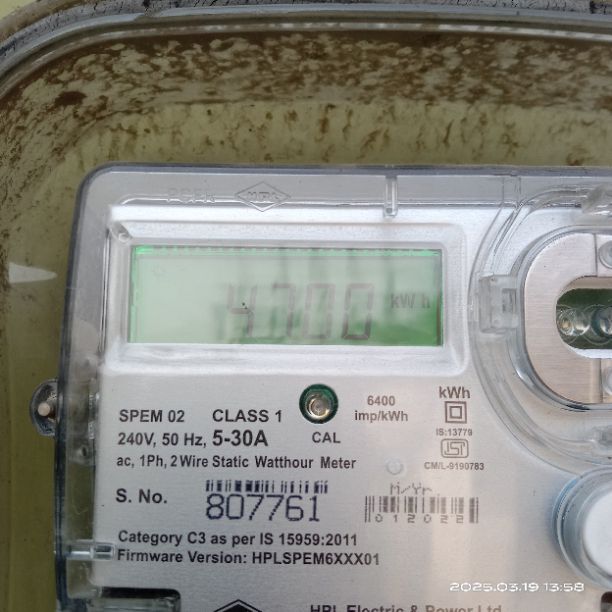 HPL
4700 kWh
SPEM 02 CLASS 1
240V, 50 Hz, 5-30A
ac, 1Ph, 2 Wire Static Watthour Meter
CAL
6400
imp/kWh
kWh
IS:13779
ISI
CM/L-9190783
S. No. 807761
M/Yr
012022
Category C3 as per IS 15959:2011
Firmware Version: HPLSPEM6XXX01
HPL Electric & Power Ltd
2025.03.19 13:58